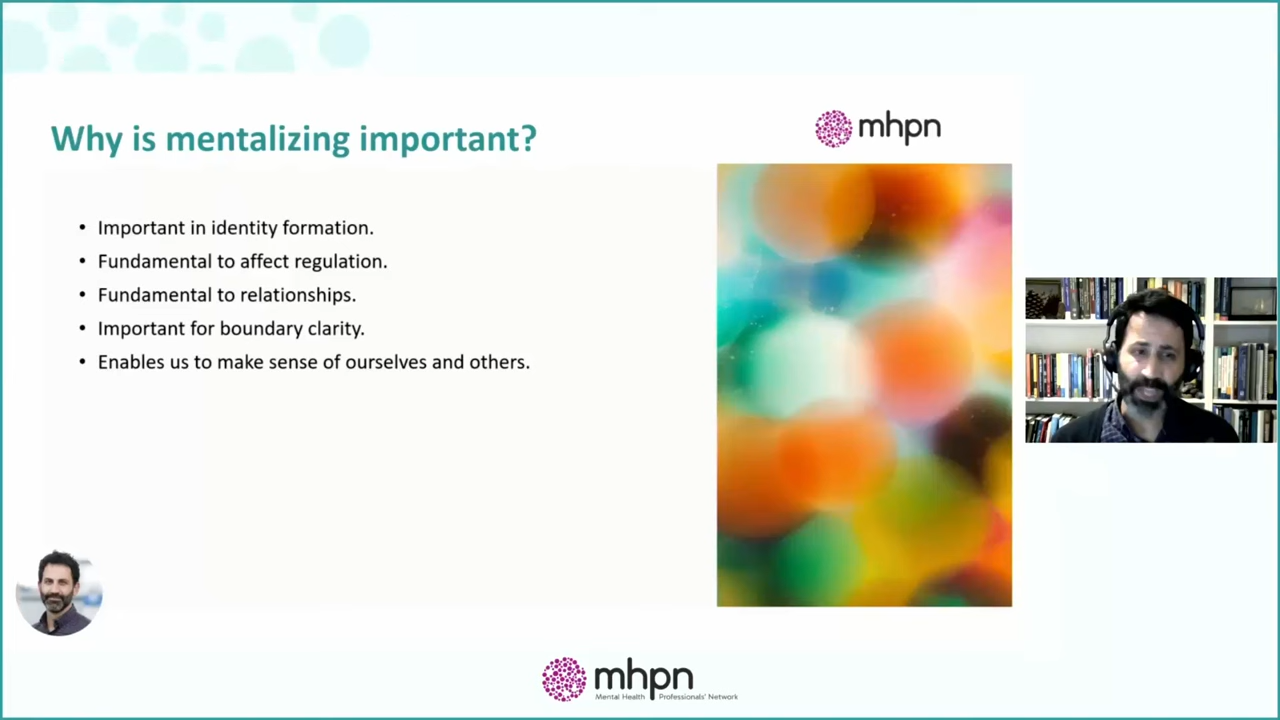 Why is mentalizing important?
mhpn
• Important in identity formation.
• Fundamental to affect regulation.
• Fundamental to relationships.
• Important for boundary clarity.
• Enables us to make sense of ourselves and others.
mhpn
Mental Health Professionals' Network